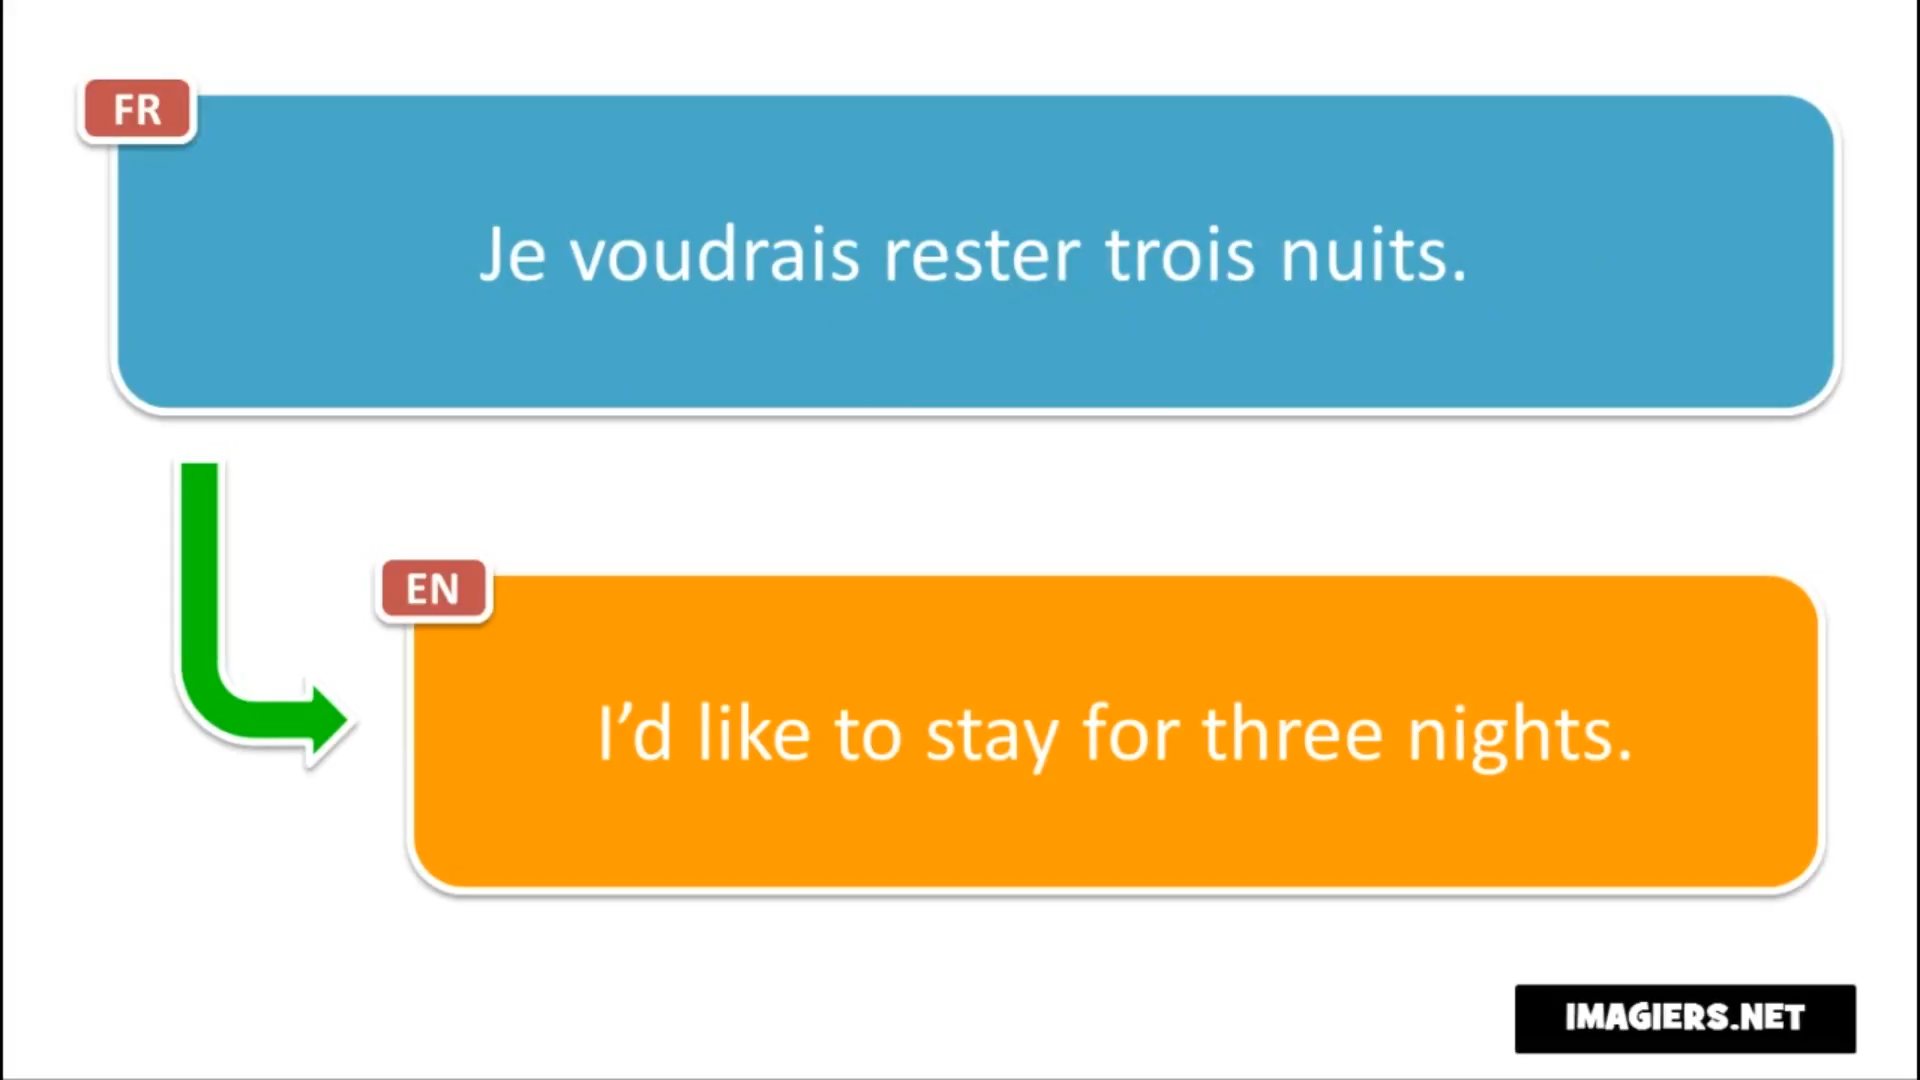 FR
Je voudrais rester trois nuits.
EN
I’d like to stay for three nights.
IMAGIERS.NET